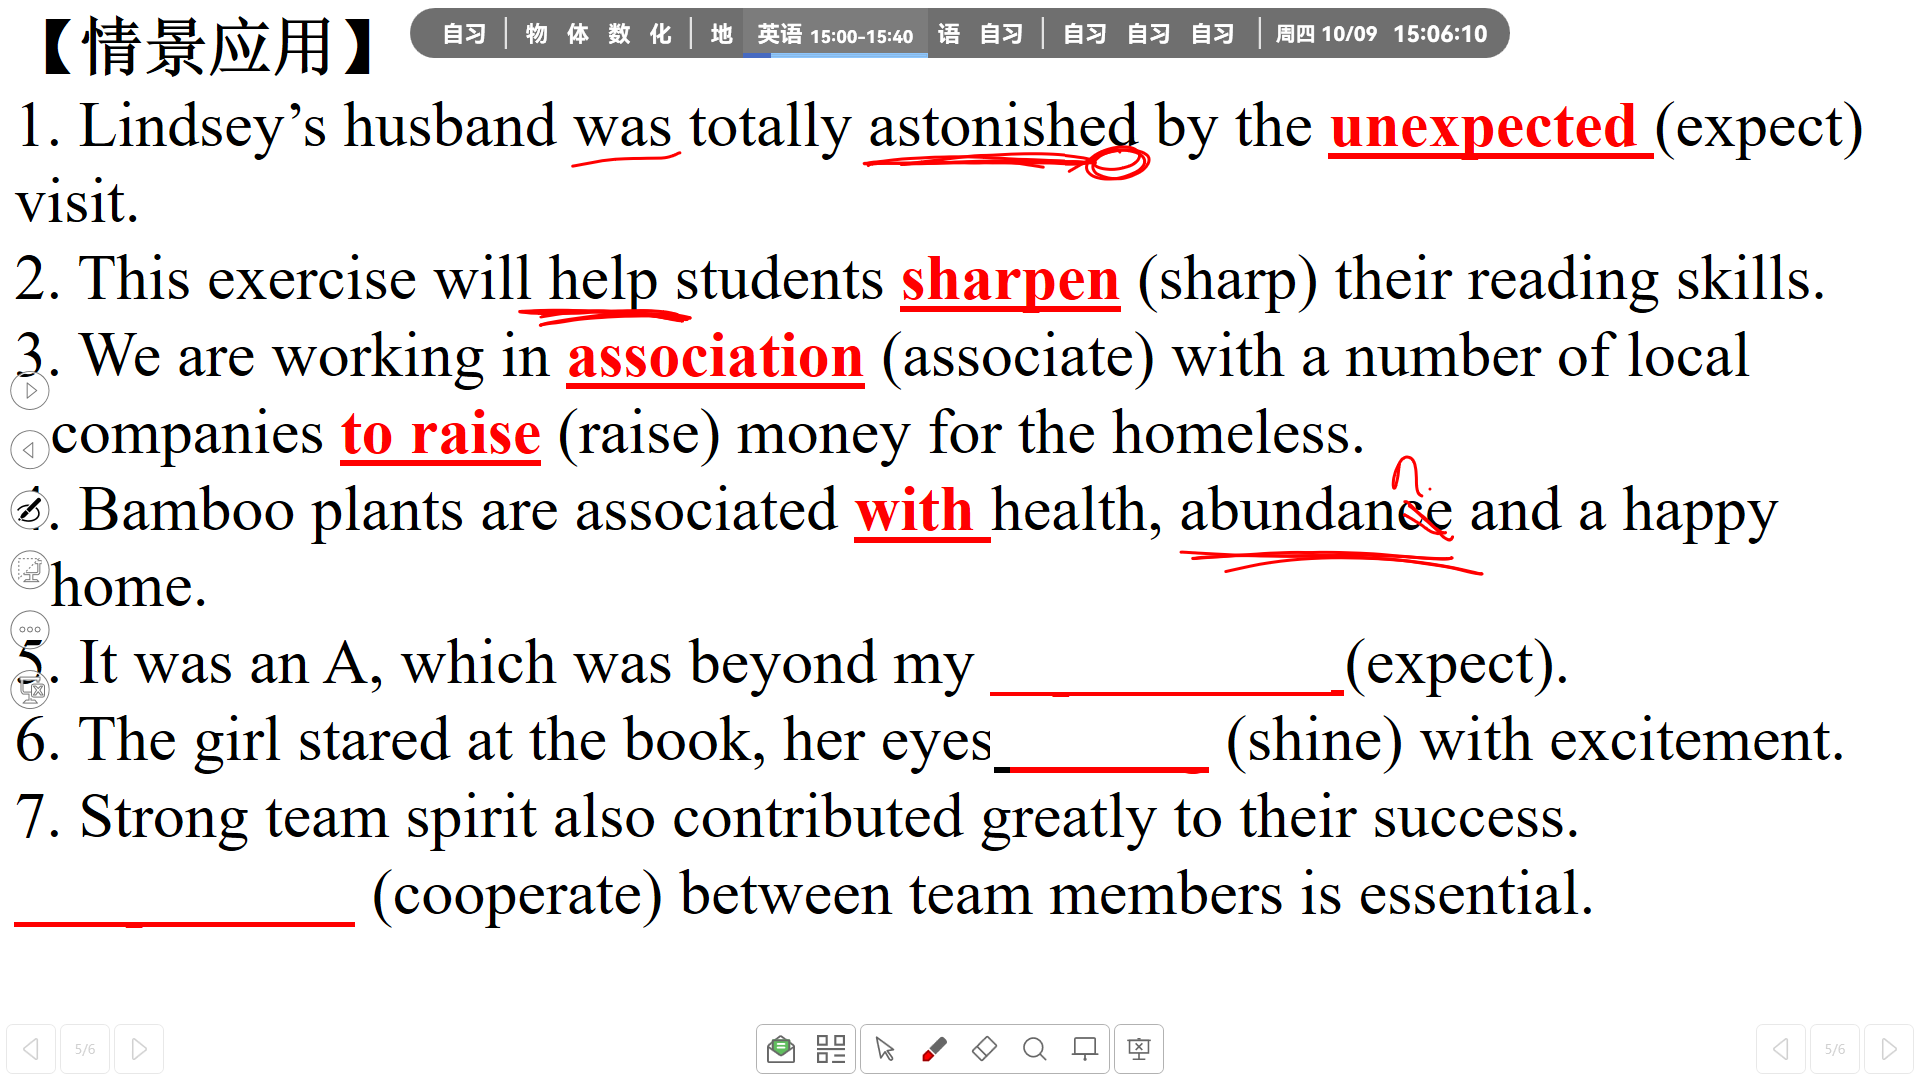 【情景应用】
自习 物 体 数 化 地 英语 15:00-15:40 语 自习 自习 自习 自习 周四 10/09 15:06:10
1. Lindsey’s husband was totally astonished by the unexpected (expect)
visit.
2. This exercise will help students sharpen (sharp) their reading skills.
3. We are working in association (associate) with a number of local
companies to raise (raise) money for the homeless.
4. Bamboo plants are associated with health, abundance and a happy
home.
5. It was an A, which was beyond my ____________(expect).
6. The girl stared at the book, her eyes________ (shine) with excitement.
7. Strong team spirit also contributed greatly to their success.
____________ (cooperate) between team members is essential.
n.
5/6 5/6